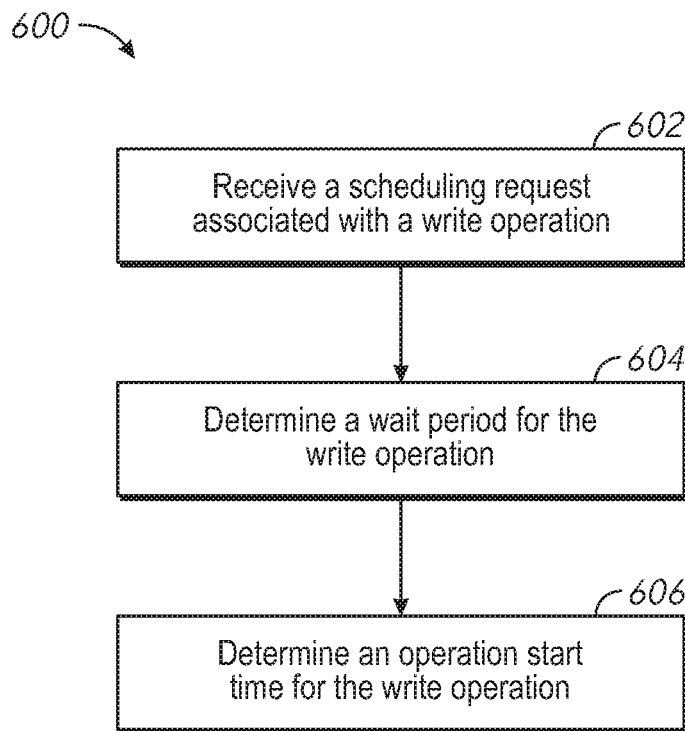 600
602
Receive a scheduling request
associated with a write operation
604
Determine a wait period for the
write operation
606
Determine an operation start
time for the write operation